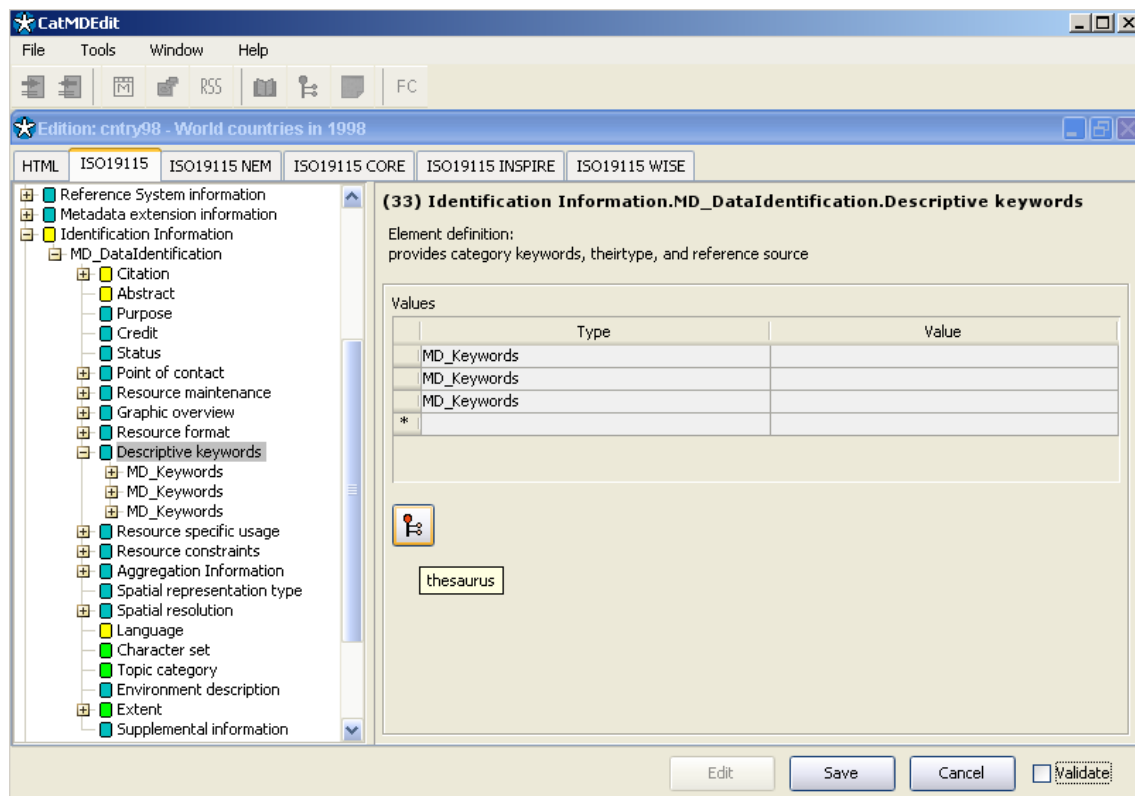 CatMDEdit
File Tools Window Help
RSS FC
Edition: cntry98 - World countries in 1998
HTML ISO19115 ISO19115 NEM ISO19115 CORE ISO19115 INSPIRE ISO19115 WISE
Reference System information
Metadata extension information
Identification Information
MD_DataIdentification
Citation
Abstract
Purpose
Credit
Status
Point of contact
Resource maintenance
Graphic overview
Resource format
Descriptive keywords
MD_Keywords
MD_Keywords
MD_Keywords
Resource specific usage
Resource constraints
Aggregation Information
Spatial representation type
Spatial resolution
Language
Character set
Topic category
Environment description
Extent
Supplemental information
(33) Identification Information.MD_DataIdentification.Descriptive keywords
Element definition:
provides category keywords, theirtype, and reference source
Values
Type Value
MD_Keywords
MD_Keywords
MD_Keywords
*
thesaurus
Edit Save Cancel Validate